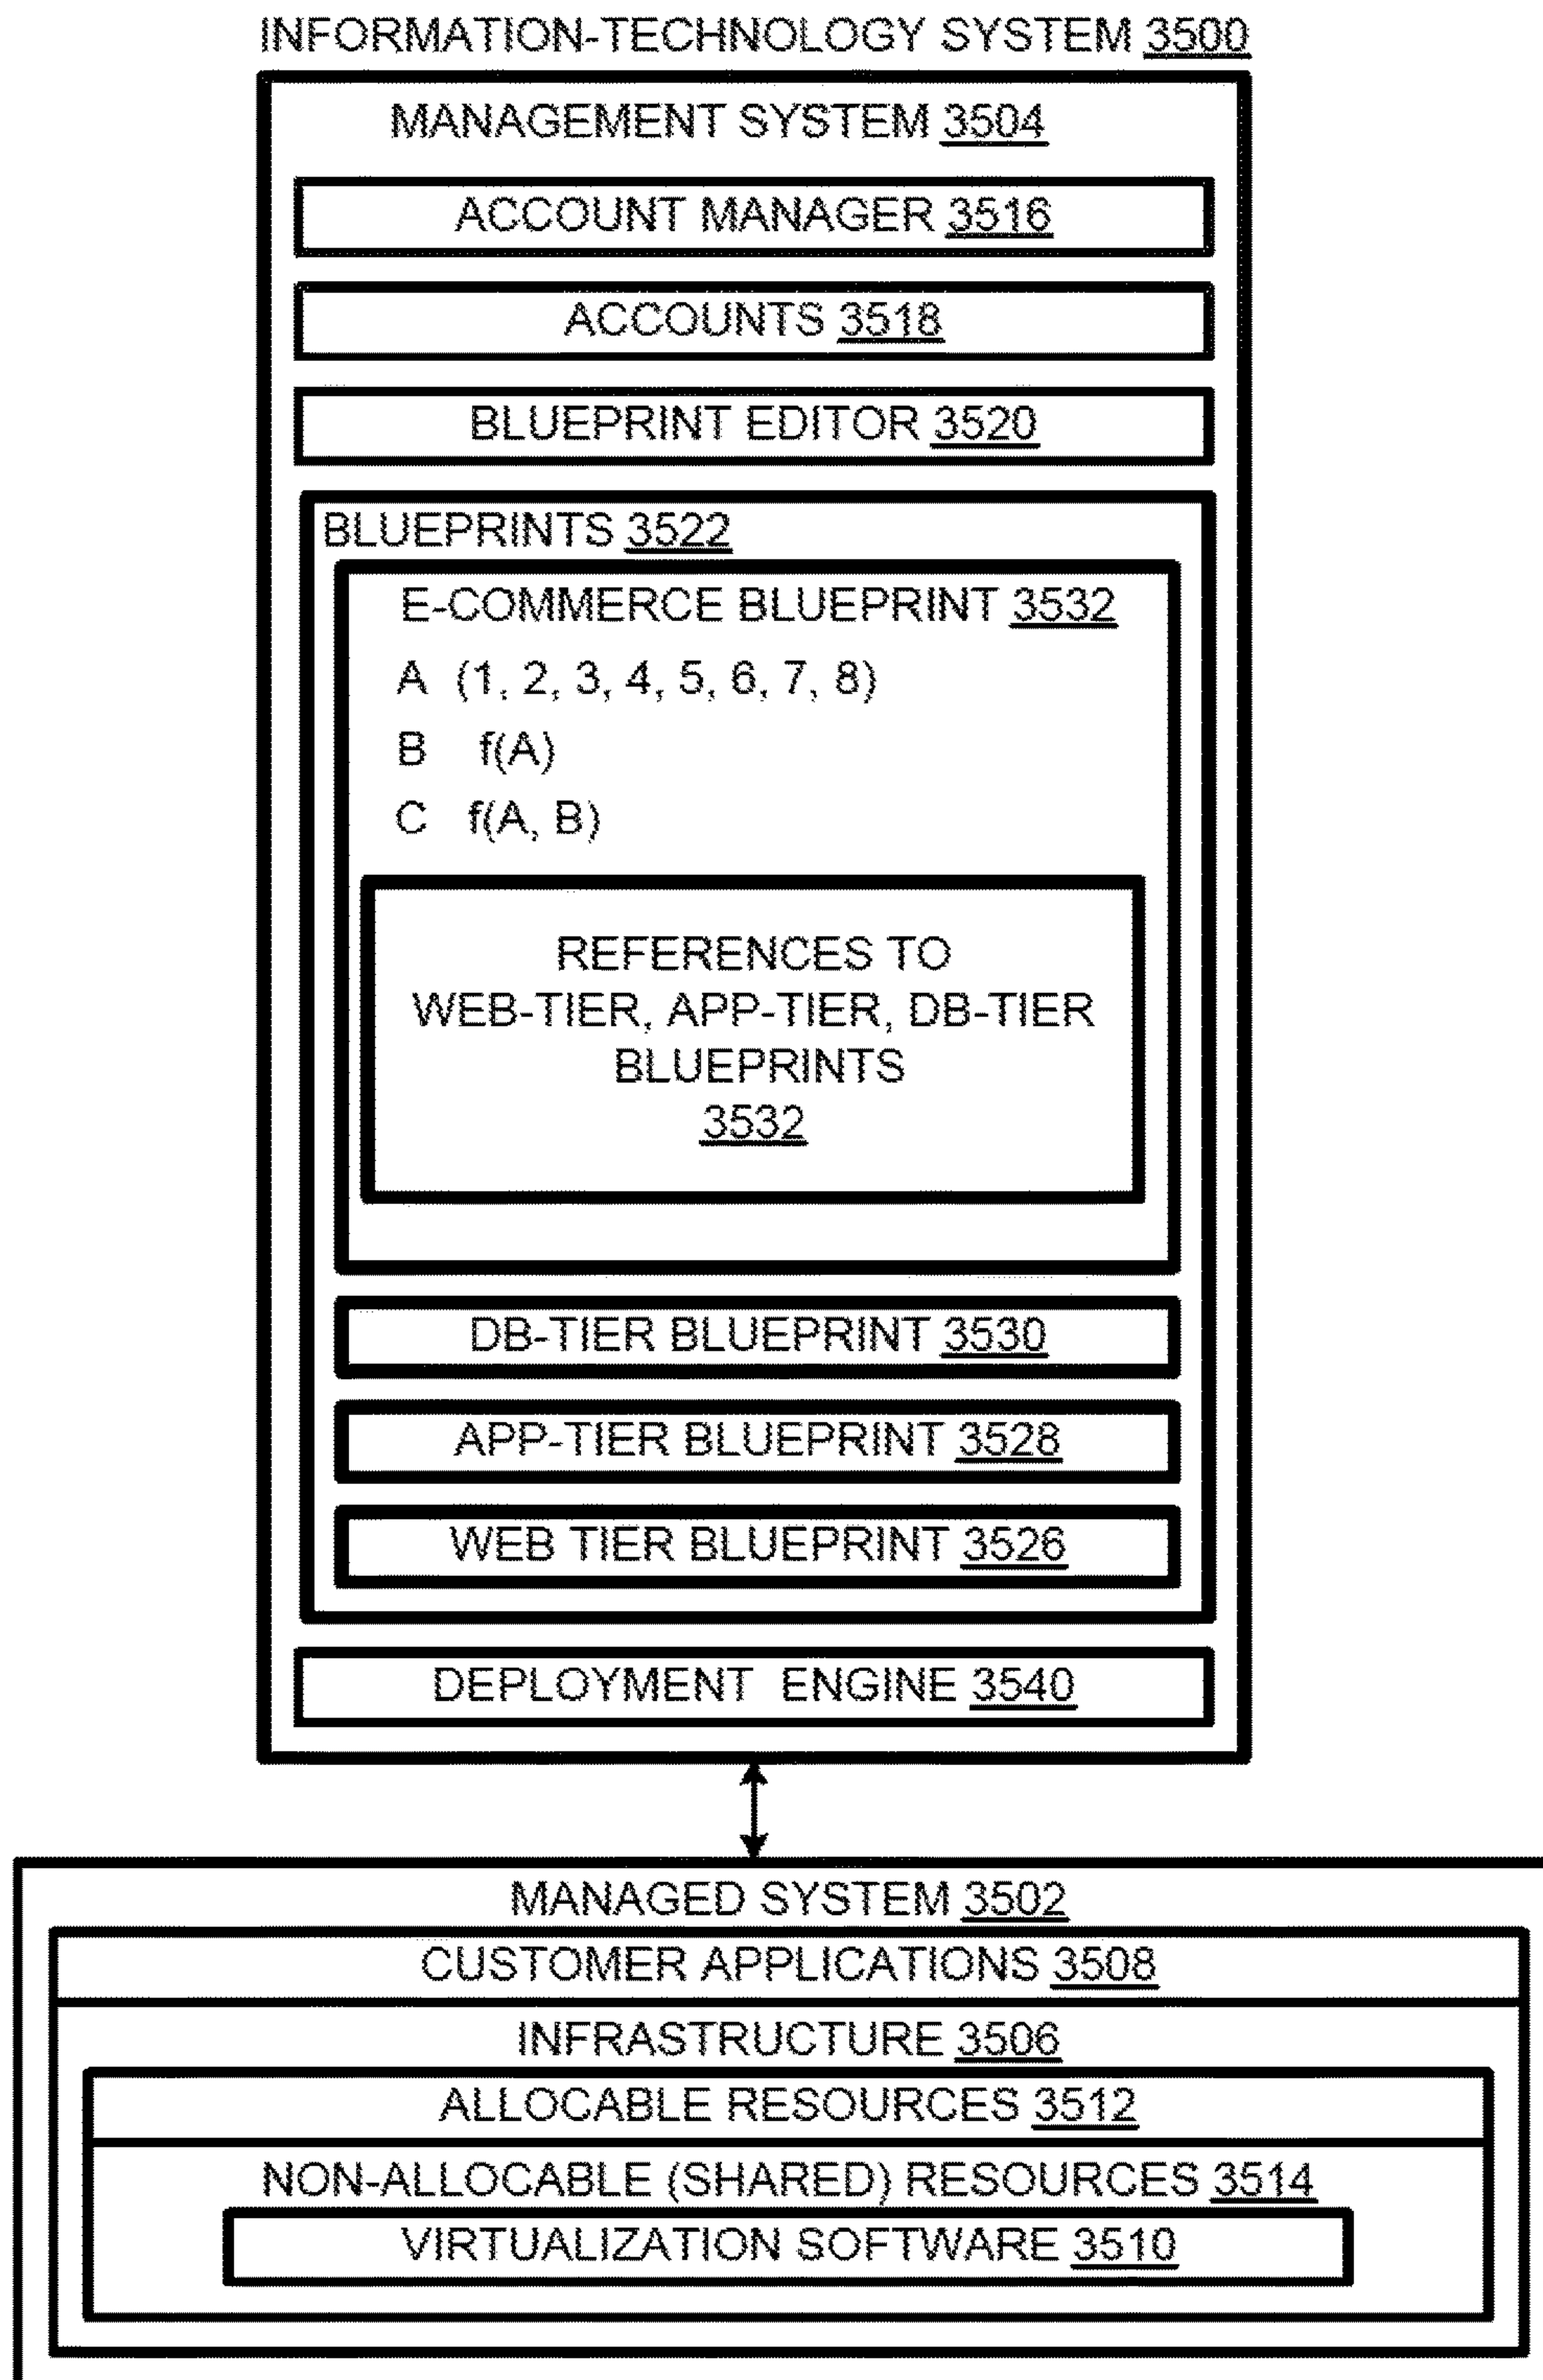 INFORMATION-TECHNOLOGY SYSTEM 3500
MANAGEMENT SYSTEM 3504
ACCOUNT MANAGER 3516
ACCOUNTS 3518
BLUEPRINT EDITOR 3520
BLUEPRINTS 3522
E-COMMERCE BLUEPRINT 3532
A (1, 2, 3, 4, 5, 6, 7, 8)
B f(A)
C f(A, B)
REFERENCES TO
WEB-TIER, APP-TIER, DB-TIER
BLUEPRINTS
3532
DB-TIER BLUEPRINT 3530
APP-TIER BLUEPRINT 3528
WEB TIER BLUEPRINT 3526
DEPLOYMENT ENGINE 3540
MANAGED SYSTEM 3502
CUSTOMER APPLICATIONS 3508
INFRASTRUCTURE 3506
ALLOCABLE RESOURCES 3512
NON-ALLOCABLE (SHARED) RESOURCES 3514
VIRTUALIZATION SOFTWARE 3510